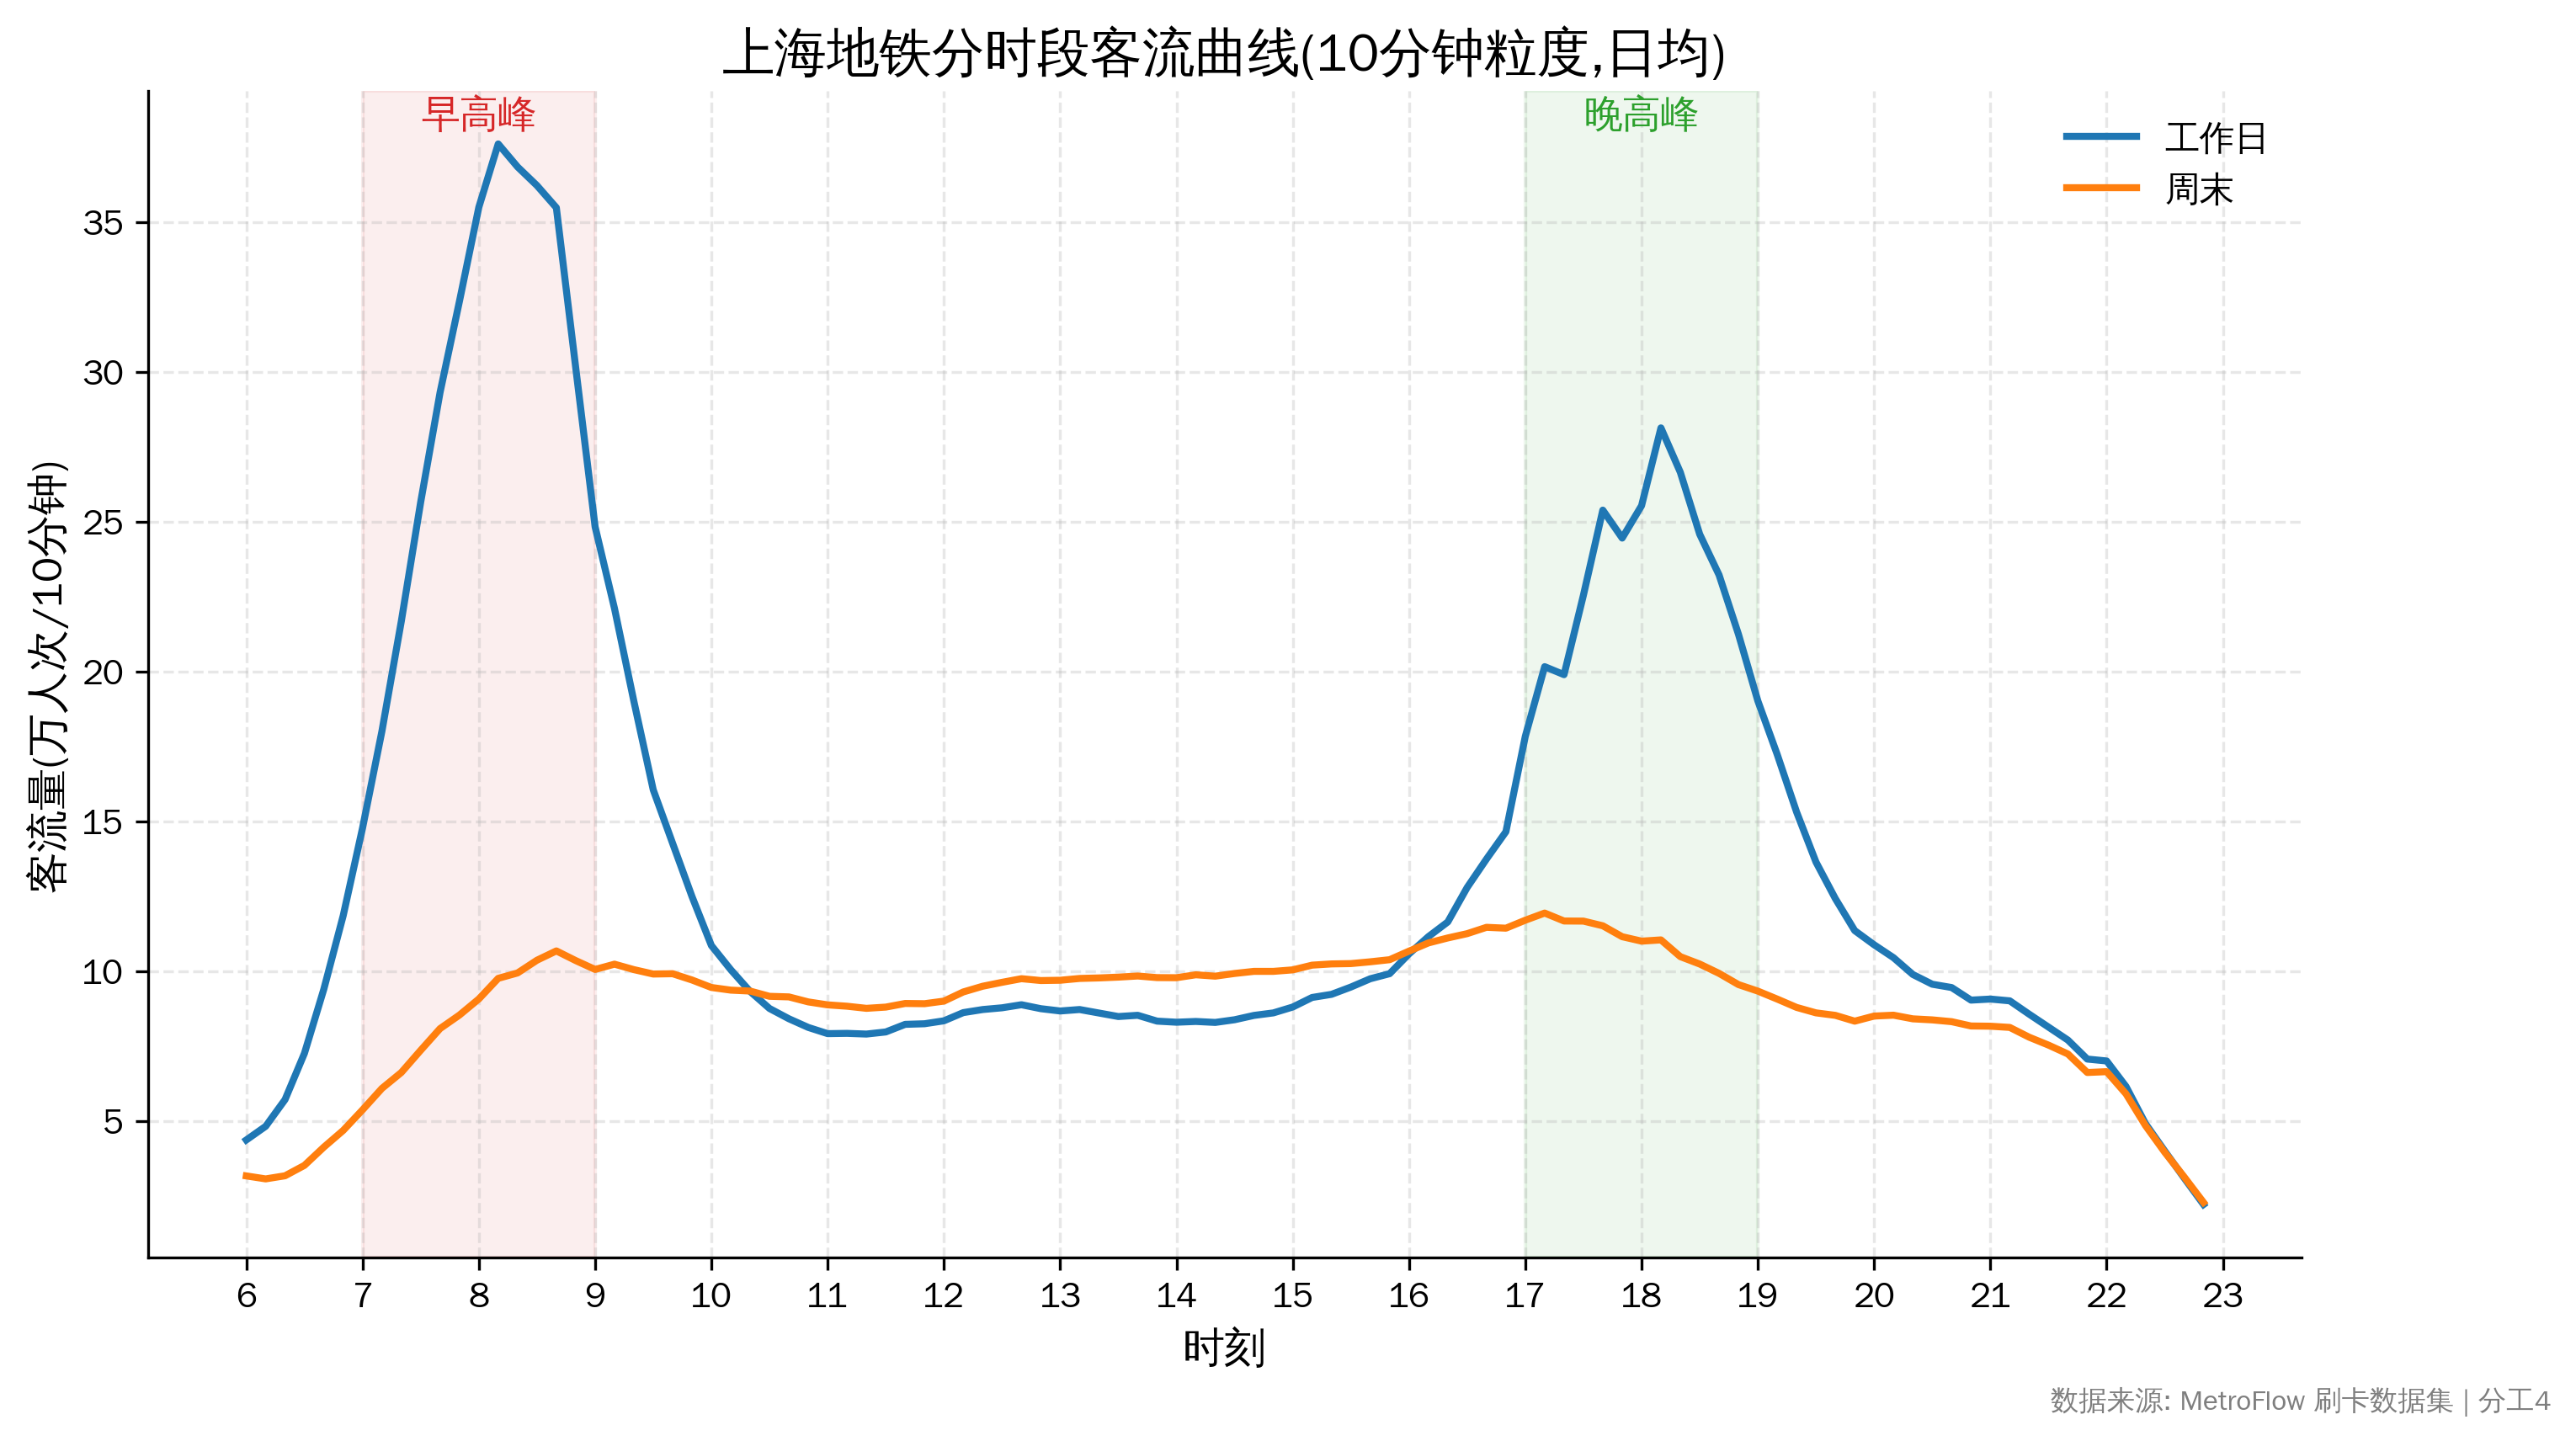 上海地铁分时段客流曲线(10分钟粒度,日均)
早高峰
晚高峰
工作日
周末
客流量(万人次/10分钟)
35
30
25
20
15
10
5
6 7 8 9 10 11 12 13 14 15 16 17 18 19 20 21 22 23
时刻
数据来源: MetroFlow 刷卡数据集 | 分工4